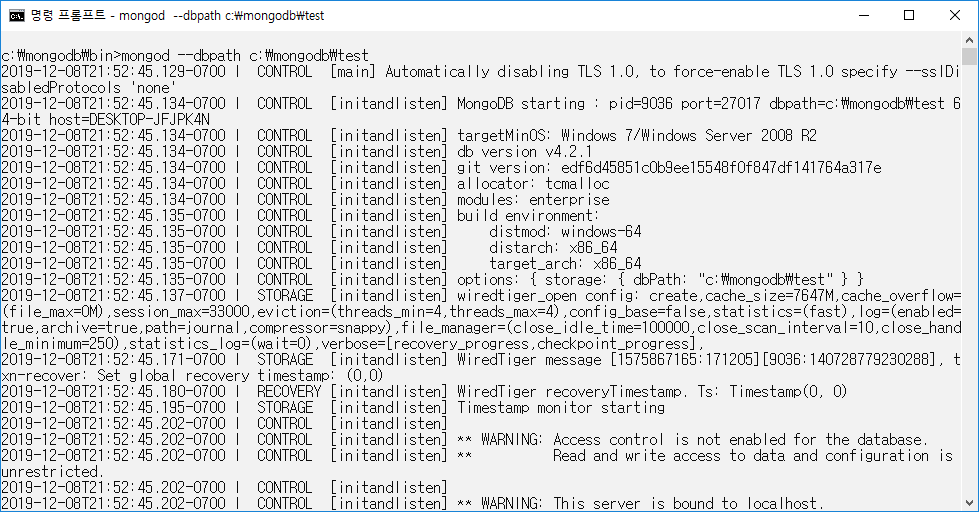 명령 프롬프트 - mongod  --dbpath c:₩mongodb₩test
c:₩mongodb₩bin>mongod --dbpath c:₩mongodb₩test
2019-12-08T21:52:45.129-0700 I  CONTROL  [main] Automatically disabling TLS 1.0, to force-enable TLS 1.0 specify --sslDi
sabledProtocols 'none'
2019-12-08T21:52:45.134-0700 I  CONTROL  [initandlisten] MongoDB starting : pid=9036 port=27017 dbpath=c:₩mongodb₩test 6
4-bit host=DESKTOP-JFJPK4N
2019-12-08T21:52:45.134-0700 I  CONTROL  [initandlisten] targetMinOS: Windows 7/Windows Server 2008 R2
2019-12-08T21:52:45.134-0700 I  CONTROL  [initandlisten] db version v4.2.1
2019-12-08T21:52:45.134-0700 I  CONTROL  [initandlisten] git version: edf6d45851c0b9ee15548f0f847df141764a317e
2019-12-08T21:52:45.134-0700 I  CONTROL  [initandlisten] allocator: tcmalloc
2019-12-08T21:52:45.134-0700 I  CONTROL  [initandlisten] modules: enterprise
2019-12-08T21:52:45.135-0700 I  CONTROL  [initandlisten] build environment:
2019-12-08T21:52:45.135-0700 I  CONTROL  [initandlisten]     distmod: windows-64
2019-12-08T21:52:45.135-0700 I  CONTROL  [initandlisten]     distarch: x86_64
2019-12-08T21:52:45.135-0700 I  CONTROL  [initandlisten]     target_arch: x86_64
2019-12-08T21:52:45.135-0700 I  CONTROL  [initandlisten] options: { storage: { dbPath: "c:₩mongodb₩test" } }
2019-12-08T21:52:45.137-0700 I  STORAGE  [initandlisten] wiredtiger_open config: create,cache_size=7647M,cache_overflow=
(file_max=0M),session_max=33000,eviction=(threads_min=4,threads_max=4),config_base=false,statistics=(fast),log=(enabled=
true,archive=true,path=journal,compressor=snappy),file_manager=(close_idle_time=100000,close_scan_interval=10,close_hand
le_minimum=250),statistics_log=(wait=0),verbose=[recovery_progress,checkpoint_progress],
2019-12-08T21:52:45.171-0700 I  STORAGE  [initandlisten] WiredTiger message [1575867165:171205][9036:140728779230288], t
xn-recover: Set global recovery timestamp: (0,0)
2019-12-08T21:52:45.180-0700 I  RECOVERY [initandlisten] WiredTiger recoveryTimestamp. Ts: Timestamp(0, 0)
2019-12-08T21:52:45.195-0700 I  STORAGE  [initandlisten] Timestamp monitor starting
2019-12-08T21:52:45.202-0700 I  CONTROL  [initandlisten]
2019-12-08T21:52:45.202-0700 I  CONTROL  [initandlisten] ** WARNING: Access control is not enabled for the database.
2019-12-08T21:52:45.202-0700 I  CONTROL  [initandlisten] **          Read and write access to data and configuration is
unrestricted.
2019-12-08T21:52:45.202-0700 I  CONTROL  [initandlisten]
2019-12-08T21:52:45.202-0700 I  CONTROL  [initandlisten] ** WARNING: This server is bound to localhost.